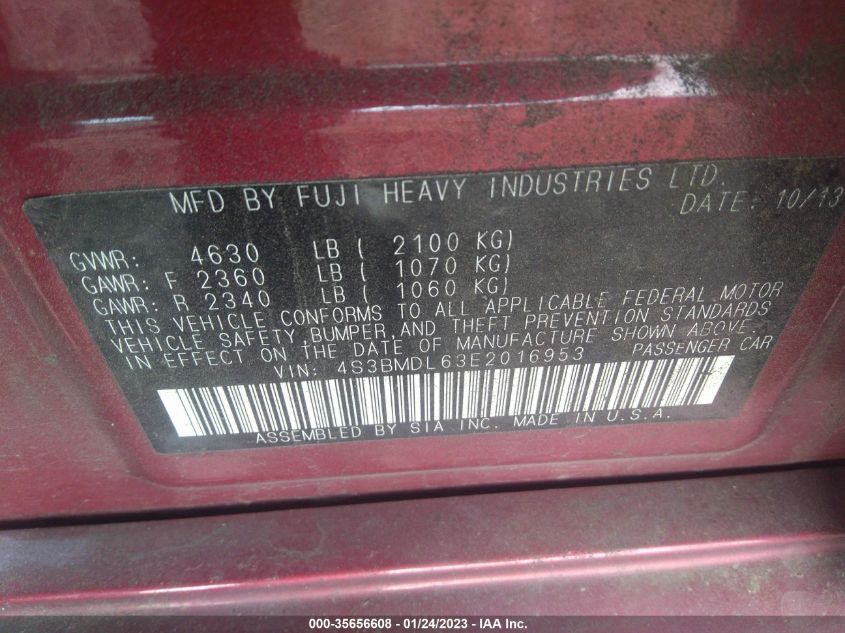 MFD BY FUJI HEAVY INDUSTRIES LTD.
DATE: 10/13
GVWR: 4630 LB ( 2100 KG)
GAWR: F 2360 LB ( 1070 KG)
GAWR: R 2340 LB ( 1060 KG)
THIS VEHICLE CONFORMS TO ALL APPLICABLE FEDERAL MOTOR
VEHICLE SAFETY, BUMPER, AND THEFT PREVENTION STANDARDS
IN EFFECT ON THE DATE OF MANUFACTURE SHOWN ABOVE.
VIN: 4S3BMDL63E2016953 PASSENGER CAR
ASSEMBLED BY SIA INC. MADE IN U.S.A.
000-35656608 - 01/24/2023 - IAA Inc.